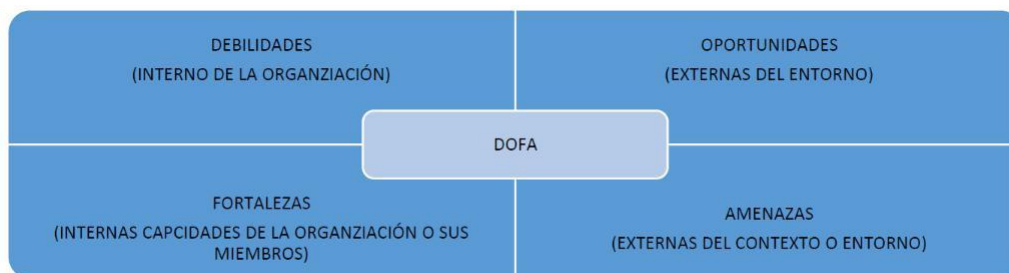 DEBILIDADES
(INTERNO DE LA ORGANZIACIÓN)
OPORTUNIDADES
(EXTERNAS DEL ENTORNO)
DOFA
FORTALEZAS
(INTERNAS CAPCIDADES DE LA ORGANZIACIÓN O SUS
MIEMBROS)
AMENAZAS
(EXTERNAS DEL CONTEXTO O ENTORNO)